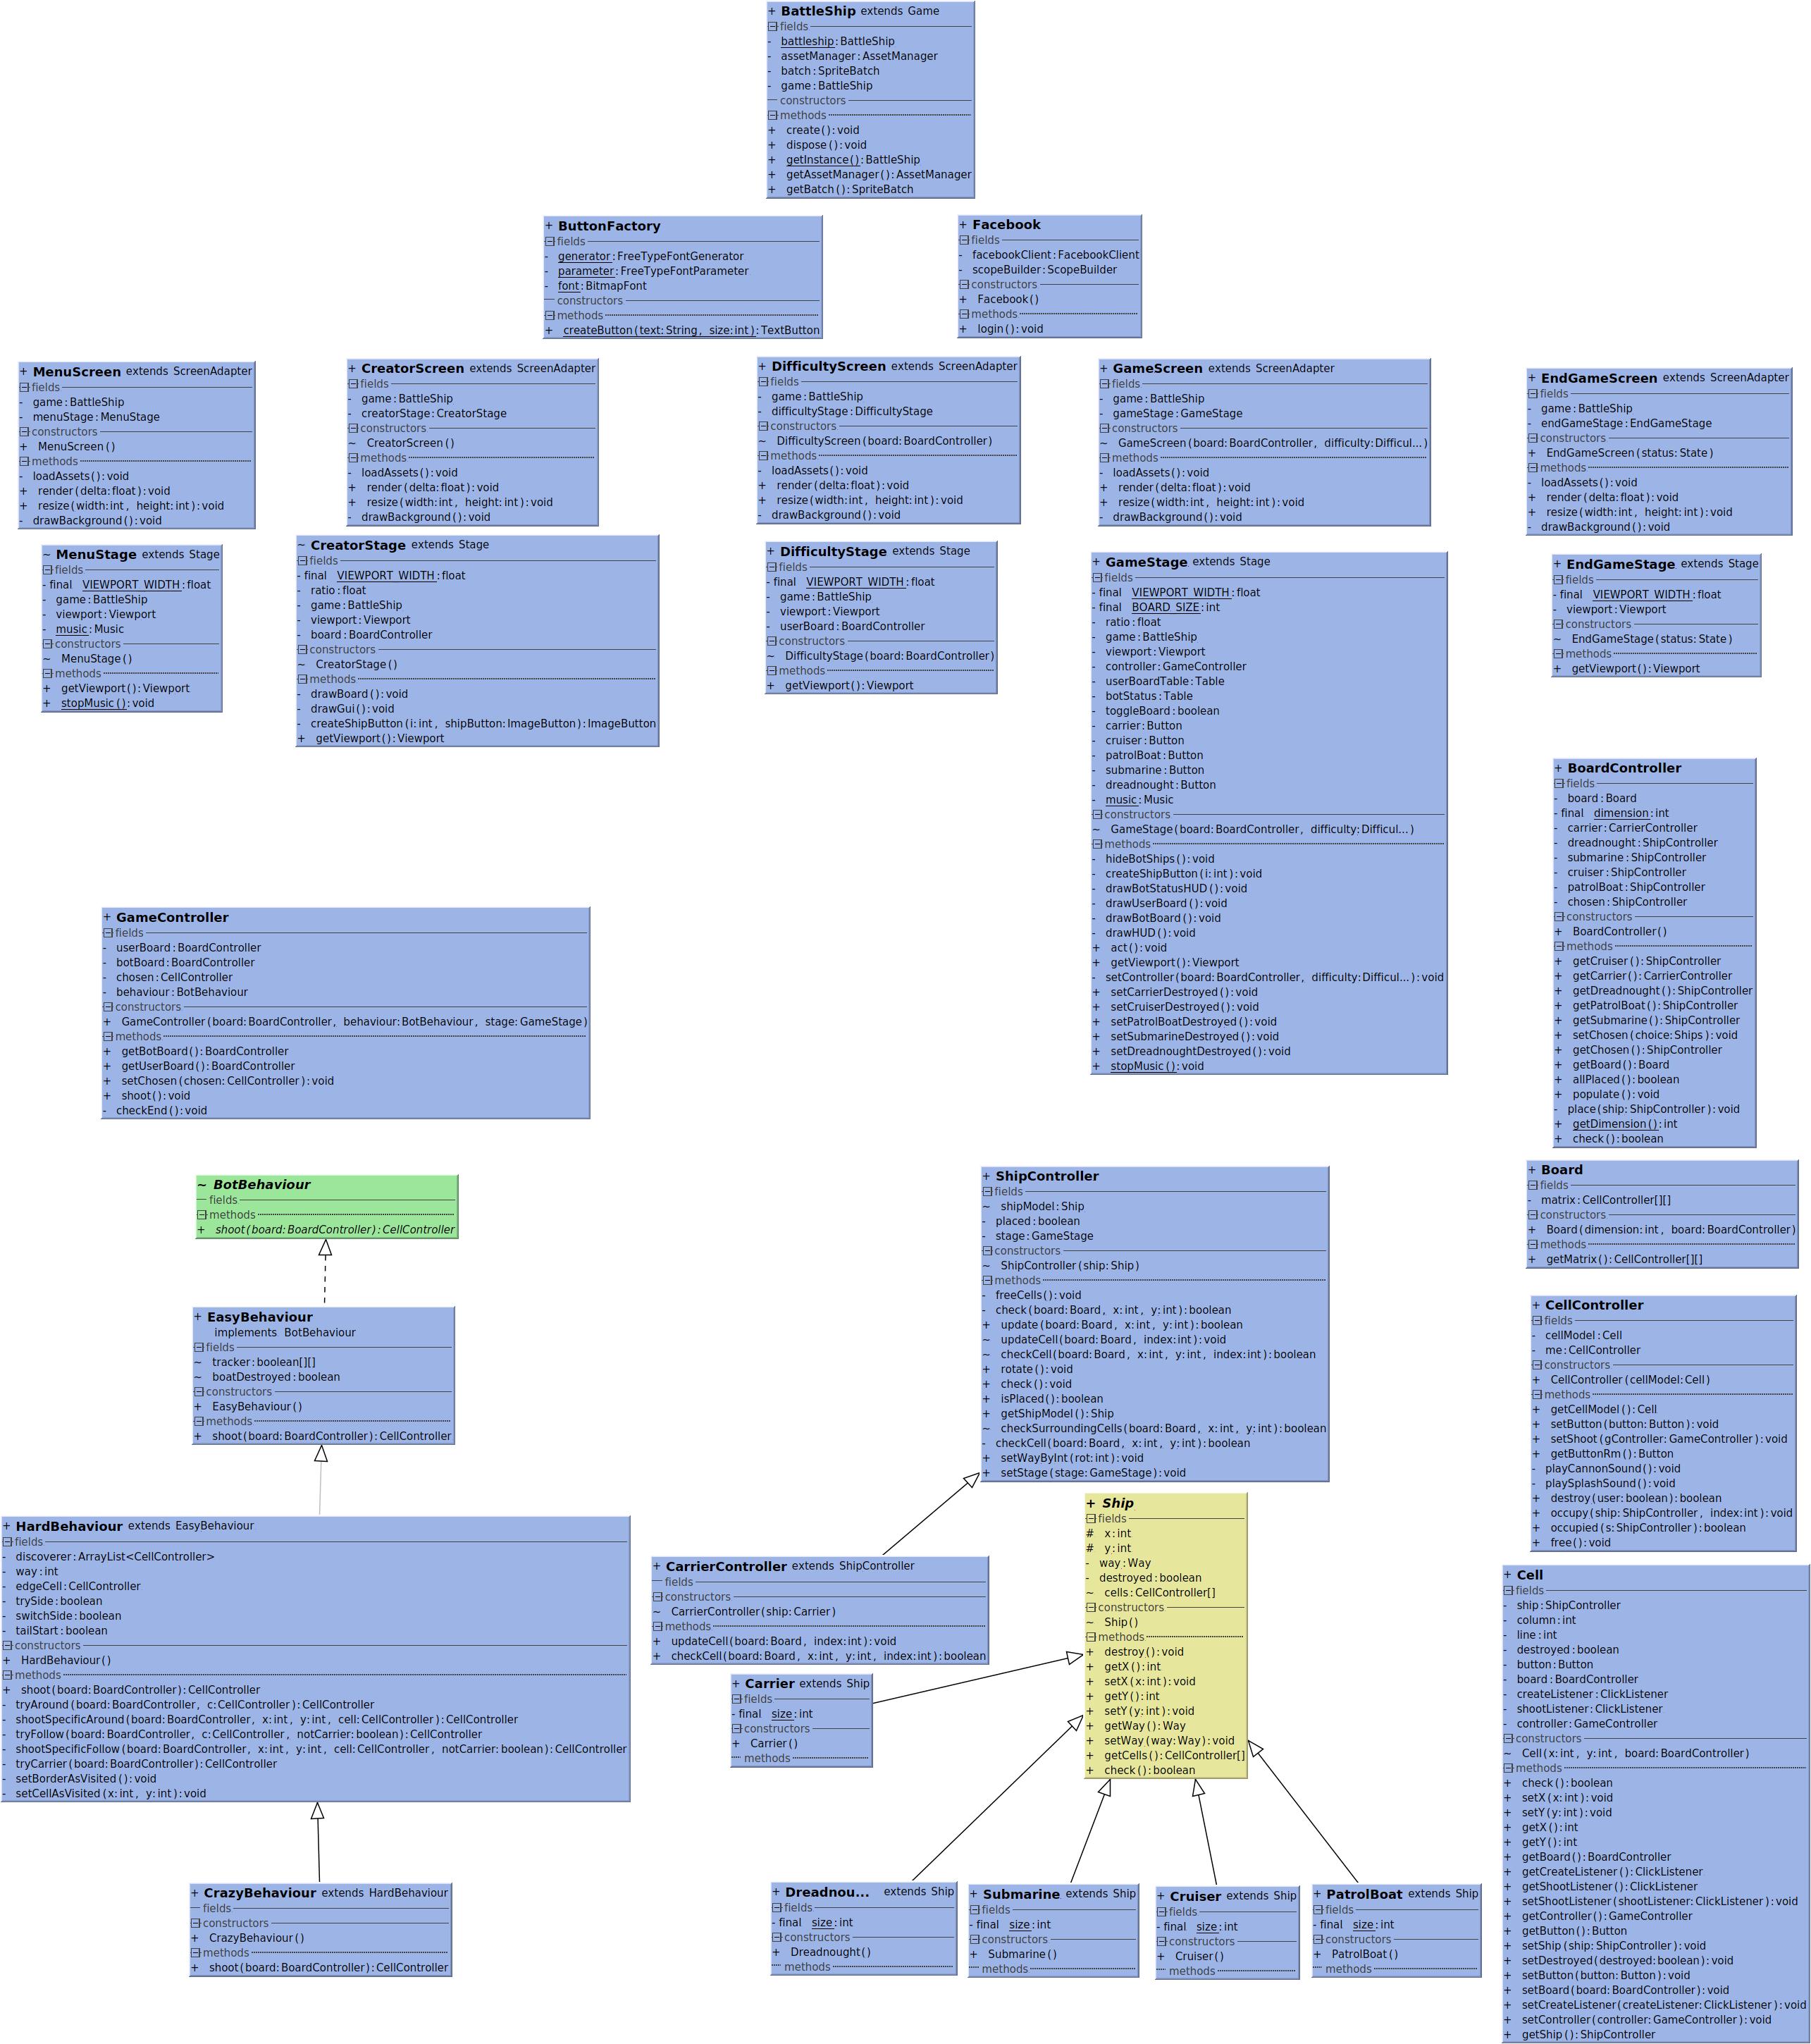 + BattleShip extends Game
fields
- battleship:BattleShip
- assetManager:AssetManager
- batch:SpriteBatch
- game:BattleShip
constructors
methods
+ create():void
+ dispose():void
+ getInstance():BattleShip
+ getAssetManager():AssetManager
+ getBatch():SpriteBatch
+ ButtonFactory
fields
- generator:FreeTypeFontGenerator
- parameter:FreeTypeFontParameter
- font:BitmapFont
constructors
methods
+ createButton(text:String, size:int):TextButton
+ Facebook
fields
- facebookClient:FacebookClient
- scopeBuilder:ScopeBuilder
constructors
+ Facebook()
methods
+ login():void
+ MenuScreen extends ScreenAdapter
fields
- game:BattleShip
- menuStage:MenuStage
constructors
+ MenuScreen()
methods
- loadAssets():void
+ render(delta:float):void
+ resize(width:int, height:int):void
- drawBackground():void
+ CreatorScreen extends ScreenAdapter
fields
- game:BattleShip
- creatorStage:CreatorStage
constructors
~ CreatorScreen()
methods
- loadAssets():void
+ render(delta:float):void
+ resize(width:int, height:int):void
- drawBackground():void
+ DifficultyScreen extends ScreenAdapter
fields
- game:BattleShip
- difficultyStage:DifficultyStage
constructors
~ DifficultyScreen(board:BoardController)
methods
- loadAssets():void
+ render(delta:float):void
+ resize(width:int, height:int):void
- drawBackground():void
+ GameScreen extends ScreenAdapter
fields
- game:BattleShip
- gameStage:GameStage
constructors
~ GameScreen(board:BoardController, difficulty:Difficul...)
methods
- loadAssets():void
+ render(delta:float):void
+ resize(width:int, height:int):void
- drawBackground():void
+ EndGameScreen extends ScreenAdapter
fields
- game:BattleShip
- endGameStage:EndGameStage
constructors
+ EndGameScreen(status:State)
methods
- loadAssets():void
+ render(delta:float):void
+ resize(width:int, height:int):void
- drawBackground():void
~ MenuStage extends Stage
fields
- final VIEWPORT_WIDTH:float
- game:BattleShip
- viewport:Viewport
- music:Music
constructors
~ MenuStage()
methods
+ getViewport():Viewport
+ stopMusic():void
~ CreatorStage extends Stage
fields
- final VIEWPORT_WIDTH:float
- ratio:float
- game:BattleShip
- viewport:Viewport
- board:BoardController
constructors
~ CreatorStage()
methods
- drawBoard():void
- drawGui():void
- createShipButton(i:int, shipButton:ImageButton):ImageButton
+ getViewport():Viewport
+ DifficultyStage extends Stage
fields
- final VIEWPORT_WIDTH:float
- game:BattleShip
- viewport:Viewport
- userBoard:BoardController
constructors
~ DifficultyStage(board:BoardController)
methods
+ getViewport():Viewport
+ GameStage extends Stage
fields
- final VIEWPORT_WIDTH:float
- final BOARD_SIZE:int
- ratio:float
- game:BattleShip
- viewport:Viewport
- controller:GameController
- userBoardTable:Table
- botStatus:Table
- toggleBoard:boolean
- carrier:Button
- cruiser:Button
- patrolBoat:Button
- submarine:Button
- dreadnought:Button
- music:Music
constructors
~ GameStage(board:BoardController, difficulty:Difficul...)
methods
- hideBotShips():void
- createShipButton(i:int):void
- drawBotStatusHUD():void
- drawUserBoard():void
- drawBotBoard():void
- drawHUD():void
+ act():void
+ getViewport():Viewport
- setController(board:BoardController, difficulty:Difficul...):void
+ setCarrierDestroyed():void
+ setCruiserDestroyed():void
+ setPatrolBoatDestroyed():void
+ setSubmarineDestroyed():void
+ setDreadnoughtDestroyed():void
+ stopMusic():void
+ EndGameStage extends Stage
fields
- final VIEWPORT_WIDTH:float
- viewport:Viewport
constructors
~ EndGameStage(status:State)
methods
+ getViewport():Viewport
+ BoardController
fields
- board:Board
- final dimension:int
- carrier:CarrierController
- dreadnought:ShipController
- submarine:ShipController
- cruiser:ShipController
- patrolBoat:ShipController
- chosen:ShipController
constructors
+ BoardController()
methods
+ getCruiser():ShipController
+ getCarrier():CarrierController
+ getDreadnought():ShipController
+ getPatrolBoat():ShipController
+ getSubmarine():ShipController
+ setChosen(choice:Ships):void
+ getChosen():ShipController
+ getBoard():Board
+ allPlaced():boolean
+ populate():void
- place(ship:ShipController):void
+ getDimension():int
+ check():boolean
+ GameController
fields
- userBoard:BoardController
- botBoard:BoardController
- chosen:CellController
- behaviour:BotBehaviour
constructors
+ GameController(board:BoardController, behaviour:BotBehaviour, stage:GameStage)
methods
+ getBotBoard():BoardController
+ getUserBoard():BoardController
+ setChosen(chosen:CellController):void
+ shoot():void
- checkEnd():void
~ BotBehaviour
fields
methods
+ shoot(board:BoardController):CellController
+ ShipController
fields
~ shipModel:Ship
- placed:boolean
- stage:GameStage
constructors
~ ShipController(ship:Ship)
methods
- freeCells():void
- check(board:Board, x:int, y:int):boolean
+ update(board:Board, x:int, y:int):boolean
~ updateCell(board:Board, index:int):void
~ checkCell(board:Board, x:int, y:int, index:int):boolean
+ rotate():void
+ check():void
+ isPlaced():boolean
+ getShipModel():Ship
~ checkSurroundingCells(board:Board, x:int, y:int):boolean
- checkCell(board:Board, x:int, y:int):boolean
+ setWayByInt(rot:int):void
+ setStage(stage:GameStage):void
+ Board
fields
- matrix:CellController[][]
constructors
+ Board(dimension:int, board:BoardController)
methods
+ getMatrix():CellController[][]
+ EasyBehaviour
implements BotBehaviour
fields
~ tracker:boolean[][]
~ boatDestroyed:boolean
constructors
+ EasyBehaviour()
methods
+ shoot(board:BoardController):CellController
+ CellController
fields
- cellModel:Cell
- me:CellController
constructors
+ CellController(cellModel:Cell)
methods
+ getCellModel():Cell
+ setButton(button:Button):void
+ setShoot(gController:GameController):void
+ getButtonRm():Button
- playCannonSound():void
- playSplashSound():void
+ destroy(user:boolean):boolean
+ occupy(ship:ShipController, index:int):void
+ occupied(s:ShipController):boolean
+ free():void
+ HardBehaviour extends EasyBehaviour
fields
- discoverer:ArrayList<CellController>
- way:int
- edgeCell:CellController
- trySide:boolean
- switchSide:boolean
- tailStart:boolean
constructors
+ HardBehaviour()
methods
+ shoot(board:BoardController):CellController
- tryAround(board:BoardController, c:CellController):CellController
- shootSpecificAround(board:BoardController, x:int, y:int, cell:CellController):CellController
- tryFollow(board:BoardController, c:CellController, notCarrier:boolean):CellController
- shootSpecificFollow(board:BoardController, x:int, y:int, cell:CellController, notCarrier:boolean):CellController
- tryCarrier(board:BoardController):CellController
- setBorderAsVisited():void
- setCellAsVisited(x:int, y:int):void
+ CarrierController extends ShipController
fields
constructors
~ CarrierController(ship:Carrier)
methods
+ updateCell(board:Board, index:int):void
+ checkCell(board:Board, x:int, y:int, index:int):boolean
+ Ship
fields
# x:int
# y:int
- way:Way
- destroyed:boolean
~ cells:CellController[]
constructors
~ Ship()
methods
+ destroy():void
+ getX():int
+ setX(x:int):void
+ getY():int
+ setY(y:int):void
+ getWay():Way
+ setWay(way:Way):void
+ getCells():CellController[]
+ check():boolean
+ Carrier extends Ship
fields
- final size:int
constructors
+ Carrier()
methods
+ Cell
fields
- ship:ShipController
- column:int
- line:int
- destroyed:boolean
- button:Button
- board:BoardController
- createListener:ClickListener
- shootListener:ClickListener
- controller:GameController
constructors
~ Cell(x:int, y:int, board:BoardController)
methods
+ check():boolean
+ setX(x:int):void
+ setY(y:int):void
+ getX():int
+ getY():int
+ getBoard():BoardController
+ getCreateListener():ClickListener
+ getShootListener():ClickListener
+ setShootListener(shootListener:ClickListener):void
+ getController():GameController
+ getButton():Button
+ setShip(ship:ShipController):void
+ setDestroyed(destroyed:boolean):void
+ setButton(button:Button):void
+ setBoard(board:BoardController):void
+ setCreateListener(createListener:ClickListener):void
+ setController(controller:GameController):void
+ getShip():ShipController
+ CrazyBehaviour extends HardBehaviour
fields
constructors
+ CrazyBehaviour()
methods
+ shoot(board:BoardController):CellController
+ Dreadnou... extends Ship
fields
- final size:int
constructors
+ Dreadnought()
methods
+ Submarine extends Ship
fields
- final size:int
constructors
+ Submarine()
methods
+ Cruiser extends Ship
fields
- final size:int
constructors
+ Cruiser()
methods
+ PatrolBoat extends Ship
fields
- final size:int
constructors
+ PatrolBoat()
methods